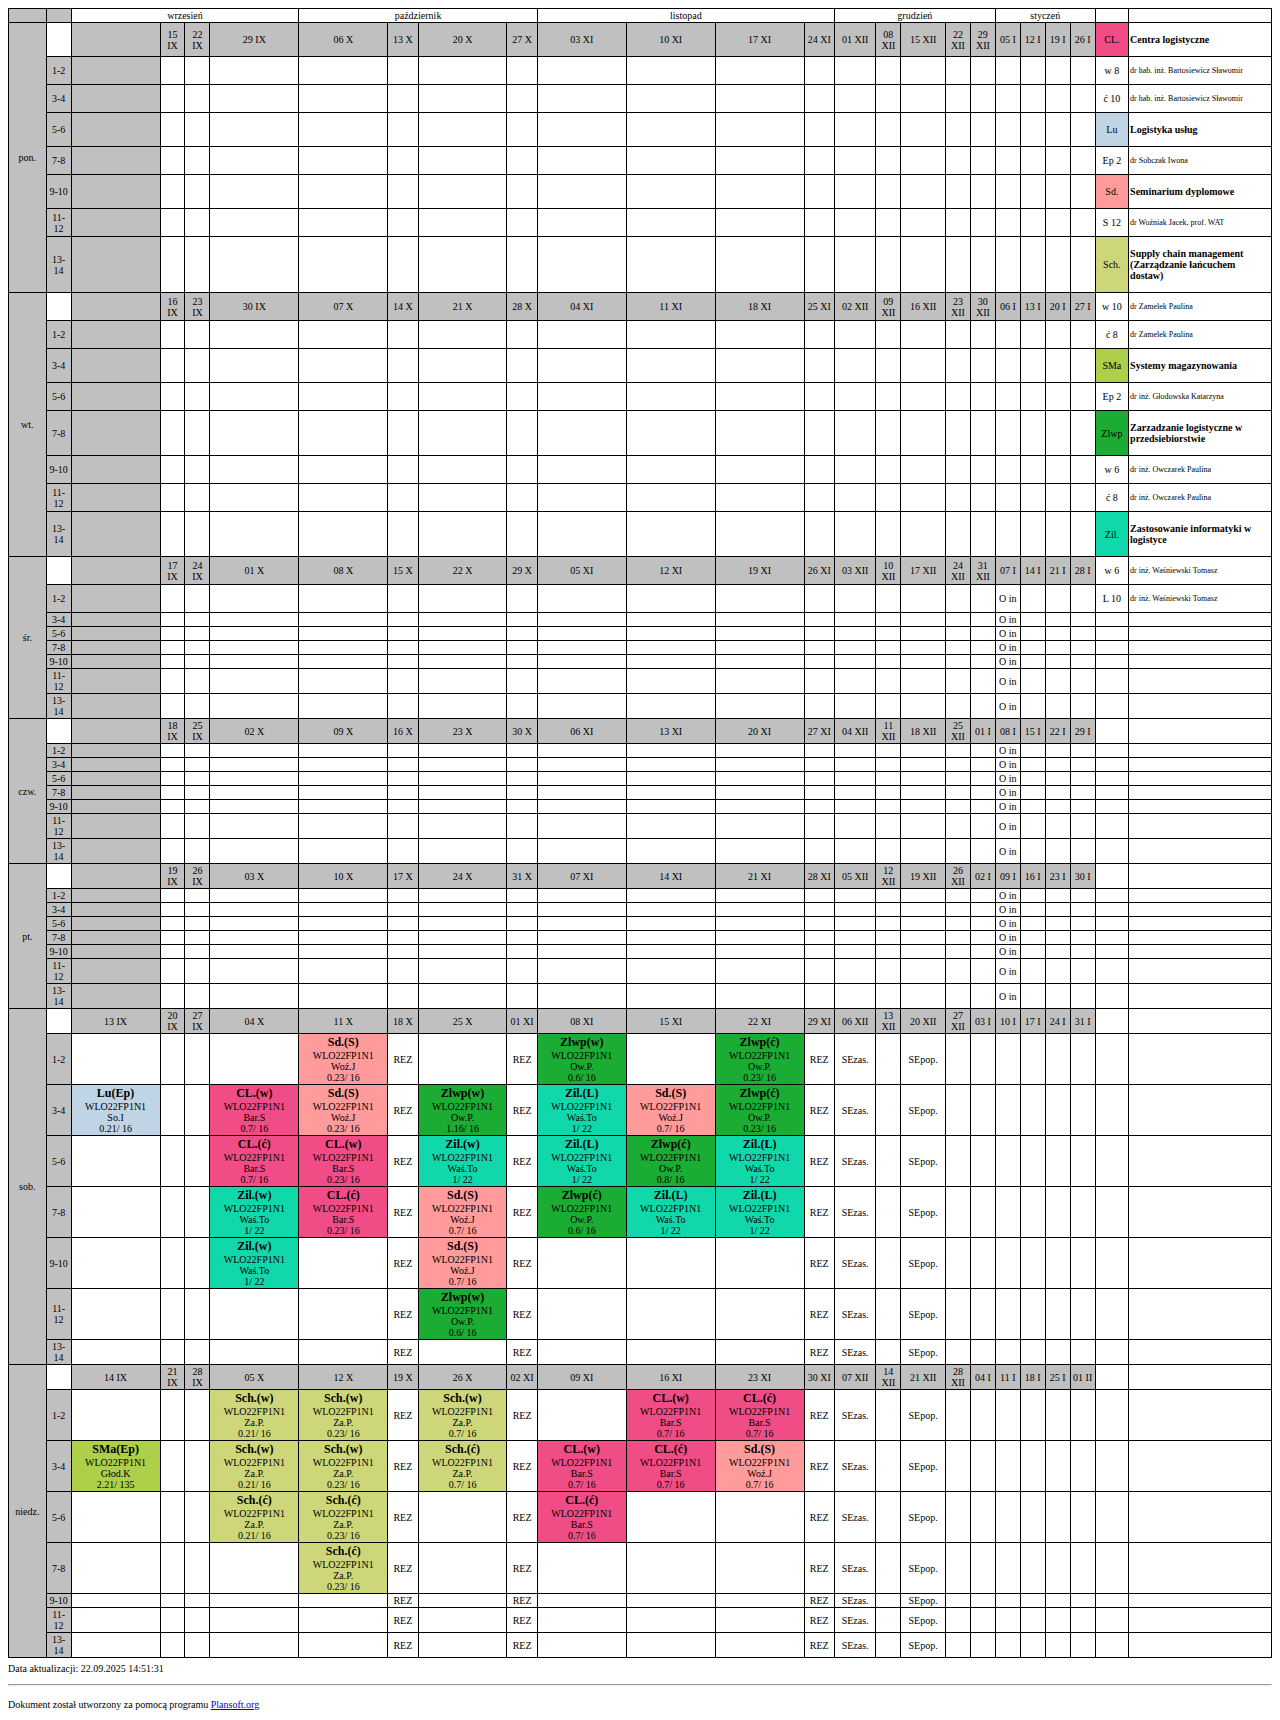 wrzesień październik listopad grudzień styczeń
pon. 15 IX 22 IX 29 IX 06 X 13 X 20 X 27 X 03 XI 10 XI 17 XI 24 XI 01 XII 08 XII 15 XII 22 XII 29 XII 05 I 12 I 19 I 26 I CL. Centra logistyczne
1-2 w 8 dr hab. inż. Bartosiewicz Sławomir
3-4 ć 10 dr hab. inż. Bartosiewicz Sławomir
5-6 Lu Logistyka usług
7-8 Ep 2 dr Sobczak Iwona
9-10 Sd. Seminarium dyplomowe
11-12 S 12 dr Woźniak Jacek, prof. WAT
13-14 Sch. Supply chain management (Zarządzanie łańcuchem dostaw)
wt. 16 IX 23 IX 30 IX 07 X 14 X 21 X 28 X 04 XI 11 XI 18 XI 25 XI 02 XII 09 XII 16 XII 23 XII 30 XII 06 I 13 I 20 I 27 I w 10 dr Zamelek Paulina
1-2 ć 8 dr Zamelek Paulina
3-4 SMa Systemy magazynowania
5-6 Ep 2 dr inż. Głodowska Katarzyna
7-8 Zlwp Zarzadzanie logistyczne w przedsiebiorstwie
9-10 w 6 dr inż. Owczarek Paulina
11-12 ć 8 dr inż. Owczarek Paulina
13-14 Zil. Zastosowanie informatyki w logistyce
śr. 17 IX 24 IX 01 X 08 X 15 X 22 X 29 X 05 XI 12 XI 19 XI 26 XI 03 XII 10 XII 17 XII 24 XII 31 XII 07 I 14 I 21 I 28 I w 6 dr inż. Waśniewski Tomasz
1-2 O in L 10 dr inż. Waśniewski Tomasz
3-4 O in
5-6 O in
7-8 O in
9-10 O in
11-12 O in
13-14 O in
czw. 18 IX 25 IX 02 X 09 X 16 X 23 X 30 X 06 XI 13 XI 20 XI 27 XI 04 XII 11 XII 18 XII 25 XII 01 I 08 I 15 I 22 I 29 I
1-2 O in
3-4 O in
5-6 O in
7-8 O in
9-10 O in
11-12 O in
13-14 O in
pt. 19 IX 26 IX 03 X 10 X 17 X 24 X 31 X 07 XI 14 XI 21 XI 28 XI 05 XII 12 XII 19 XII 26 XII 02 I 09 I 16 I 23 I 30 I
1-2 O in
3-4 O in
5-6 O in
7-8 O in
9-10 O in
11-12 O in
13-14 O in
sob. 13 IX 20 IX 27 IX 04 X 11 X 18 X 25 X 01 XI 08 XI 15 XI 22 XI 29 XI 06 XII 13 XII 20 XII 27 XII 03 I 10 I 17 I 24 I 31 I
1-2 Sd.(S) WLO22FP1N1 Woź.J 0.23/ 16 REZ REZ Zlwp(w) WLO22FP1N1 Ow.P. 0.6/ 16 Zlwp(ć) WLO22FP1N1 Ow.P. 0.23/ 16 REZ SEzas. SEpop.
3-4 Lu(Ep) WLO22FP1N1 So.I 0.21/ 16 CL.(w) WLO22FP1N1 Bar.S 0.7/ 16 Sd.(S) WLO22FP1N1 Woź.J 0.23/ 16 REZ Zlwp(w) WLO22FP1N1 Ow.P. 1.16/ 16 REZ Zil.(L) WLO22FP1N1 Waś.To 1/ 22 Sd.(S) WLO22FP1N1 Woź.J 0.7/ 16 Zlwp(ć) WLO22FP1N1 Ow.P. 0.23/ 16 REZ SEzas. SEpop.
5-6 CL.(ć) WLO22FP1N1 Bar.S 0.7/ 16 CL.(w) WLO22FP1N1 Bar.S 0.23/ 16 REZ Zil.(w) WLO22FP1N1 Waś.To 1/ 22 REZ Zil.(L) WLO22FP1N1 Waś.To 1/ 22 Zlwp(ć) WLO22FP1N1 Ow.P. 0.8/ 16 Zil.(L) WLO22FP1N1 Waś.To 1/ 22 REZ SEzas. SEpop.
7-8 Zil.(w) WLO22FP1N1 Waś.To 1/ 22 CL.(ć) WLO22FP1N1 Bar.S 0.23/ 16 REZ Sd.(S) WLO22FP1N1 Woź.J 0.7/ 16 REZ Zlwp(ć) WLO22FP1N1 Ow.P. 0.6/ 16 Zil.(L) WLO22FP1N1 Waś.To 1/ 22 Zil.(L) WLO22FP1N1 Waś.To 1/ 22 REZ SEzas. SEpop.
9-10 Zil.(w) WLO22FP1N1 Waś.To 1/ 22 REZ Sd.(S) WLO22FP1N1 Woź.J 0.7/ 16 REZ REZ SEzas. SEpop.
11-12 REZ Zlwp(w) WLO22FP1N1 Ow.P. 0.6/ 16 REZ REZ SEzas. SEpop.
13-14 REZ REZ REZ SEzas. SEpop.
niedz. 14 IX 21 IX 28 IX 05 X 12 X 19 X 26 X 02 XI 09 XI 16 XI 23 XI 30 XI 07 XII 14 XII 21 XII 28 XII 04 I 11 I 18 I 25 I 01 II
1-2 Sch.(w) WLO22FP1N1 Za.P. 0.21/ 16 Sch.(w) WLO22FP1N1 Za.P. 0.23/ 16 REZ Sch.(w) WLO22FP1N1 Za.P. 0.7/ 16 REZ CL.(w) WLO22FP1N1 Bar.S 0.7/ 16 CL.(ć) WLO22FP1N1 Bar.S 0.7/ 16 REZ SEzas. SEpop.
3-4 SMa(Ep) WLO22FP1N1 Głod.K 2.21/ 135 Sch.(w) WLO22FP1N1 Za.P. 0.21/ 16 Sch.(w) WLO22FP1N1 Za.P. 0.23/ 16 REZ Sch.(ć) WLO22FP1N1 Za.P. 0.7/ 16 REZ CL.(w) WLO22FP1N1 Bar.S 0.7/ 16 CL.(ć) WLO22FP1N1 Bar.S 0.7/ 16 Sd.(S) WLO22FP1N1 Woź.J 0.7/ 16 REZ SEzas. SEpop.
5-6 Sch.(ć) WLO22FP1N1 Za.P. 0.21/ 16 Sch.(ć) WLO22FP1N1 Za.P. 0.23/ 16 REZ REZ CL.(ć) WLO22FP1N1 Bar.S 0.7/ 16 REZ SEzas. SEpop.
7-8 Sch.(ć) WLO22FP1N1 Za.P. 0.23/ 16 REZ REZ REZ SEzas. SEpop.
9-10 REZ REZ REZ SEzas. SEpop.
11-12 REZ REZ REZ SEzas. SEpop.
13-14 REZ REZ REZ SEzas. SEpop.
Data aktualizacji: 22.09.2025 14:51:31
Dokument został utworzony za pomocą programu Plansoft.org